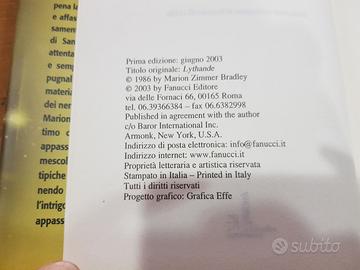 pena la
e affas
sament
di San
attenta
e semp
pugnal
materia
dei ner
Marion
timo c
appass
mescol
tipiche
nendo
l'intrigo
appass
Prima edizione: giugno 2003
Titolo originale: Lythande
© 1986 by Marion Zimmer Bradley
© 2003 by Fanucci Editore
via delle Fornaci 66, 00165 Roma
tel. 06.39366384 – fax 06.6382998
Published in agreement with the author
c/o Baror International Inc.
Armonk, New York, U.S.A.
Indirizzo di posta elettronica: info@fanucci.it
Indirizzo internet: www.fanucci.it
Proprietà letteraria e artistica riservata
Stampato in Italia – Printed in Italy
Tutti i diritti riservati
Progetto grafico: Grafica Effe
subito